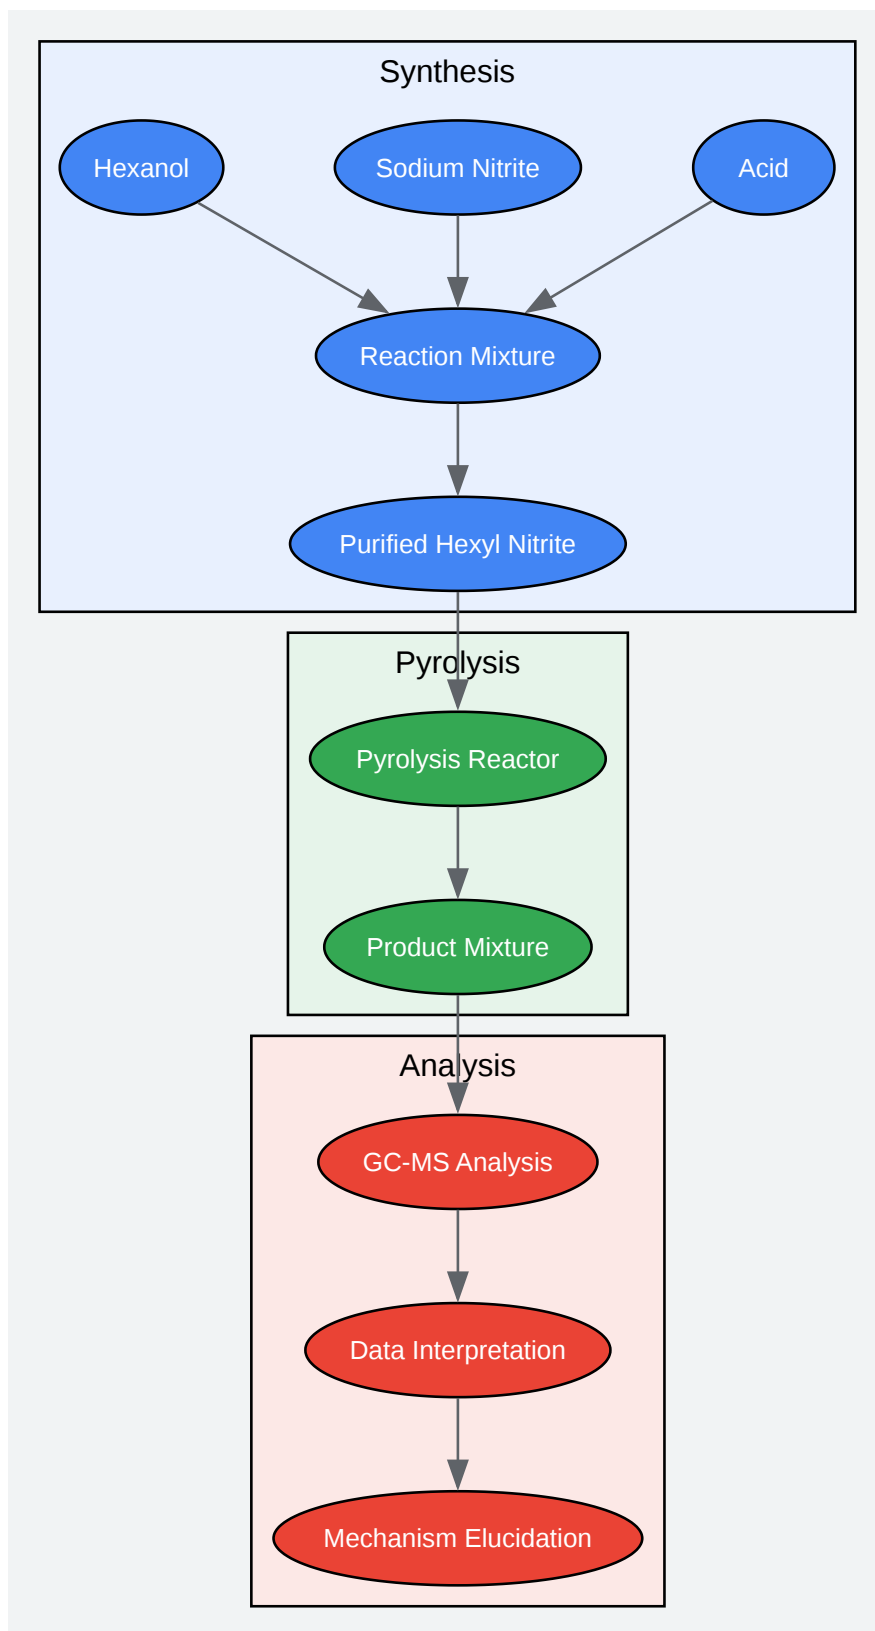 Synthesis
Hexanol
Sodium Nitrite
Acid
Reaction Mixture
Purified Hexyl Nitrite
Pyrolysis
Pyrolysis Reactor
Product Mixture
Analysis
GC-MS Analysis
Data Interpretation
Mechanism Elucidation